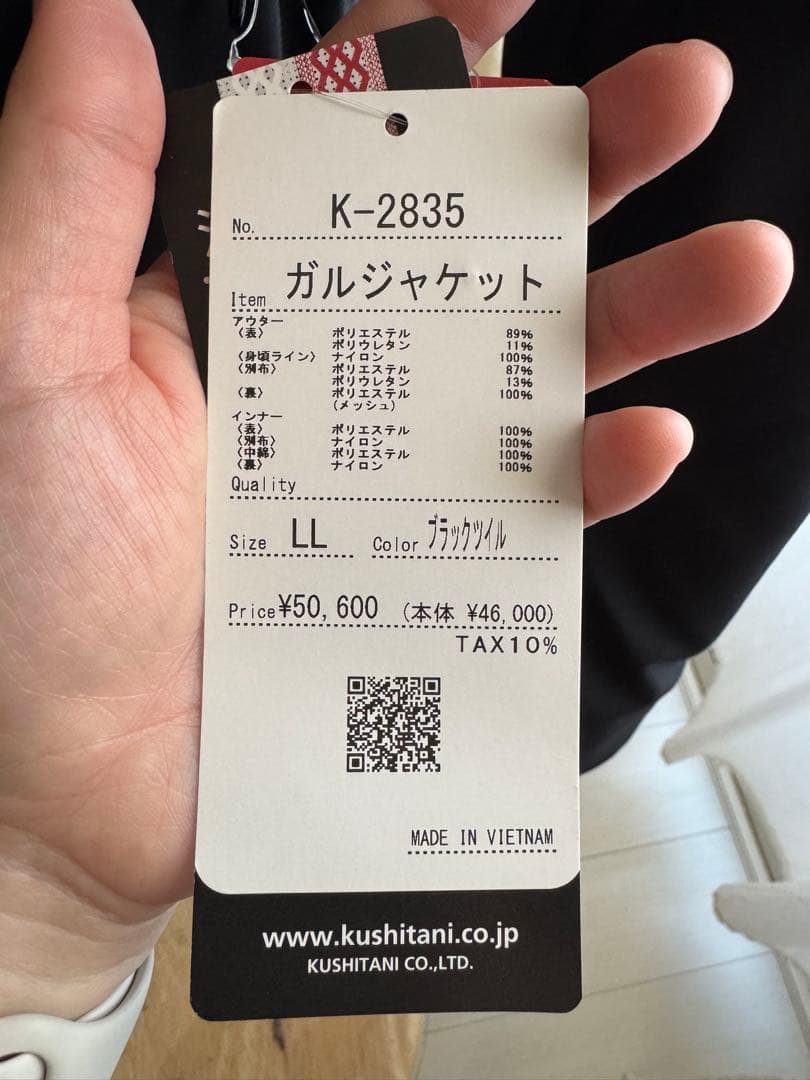 No. K-2835
Item ガルジャケット
アウター
〈表〉 ポリエステル 89%
ポリウレタン 11%
〈身頃ライン〉 ナイロン 100%
〈別布〉 ポリエステル 87%
ポリウレタン 13%
〈裏〉 ポリエステル 100%
(メッシュ)
インナー
〈表〉 ポリエステル 100%
〈別布〉 ナイロン 100%
〈中綿〉 ポリエステル 100%
〈裏〉 ナイロン 100%
Quality
Size LL Color ブラックツイル
Price ¥50,600 (本体 ¥46,000)
TAX10%
MADE IN VIETNAM
www.kushitani.co.jp
KUSHITANI CO.,LTD.